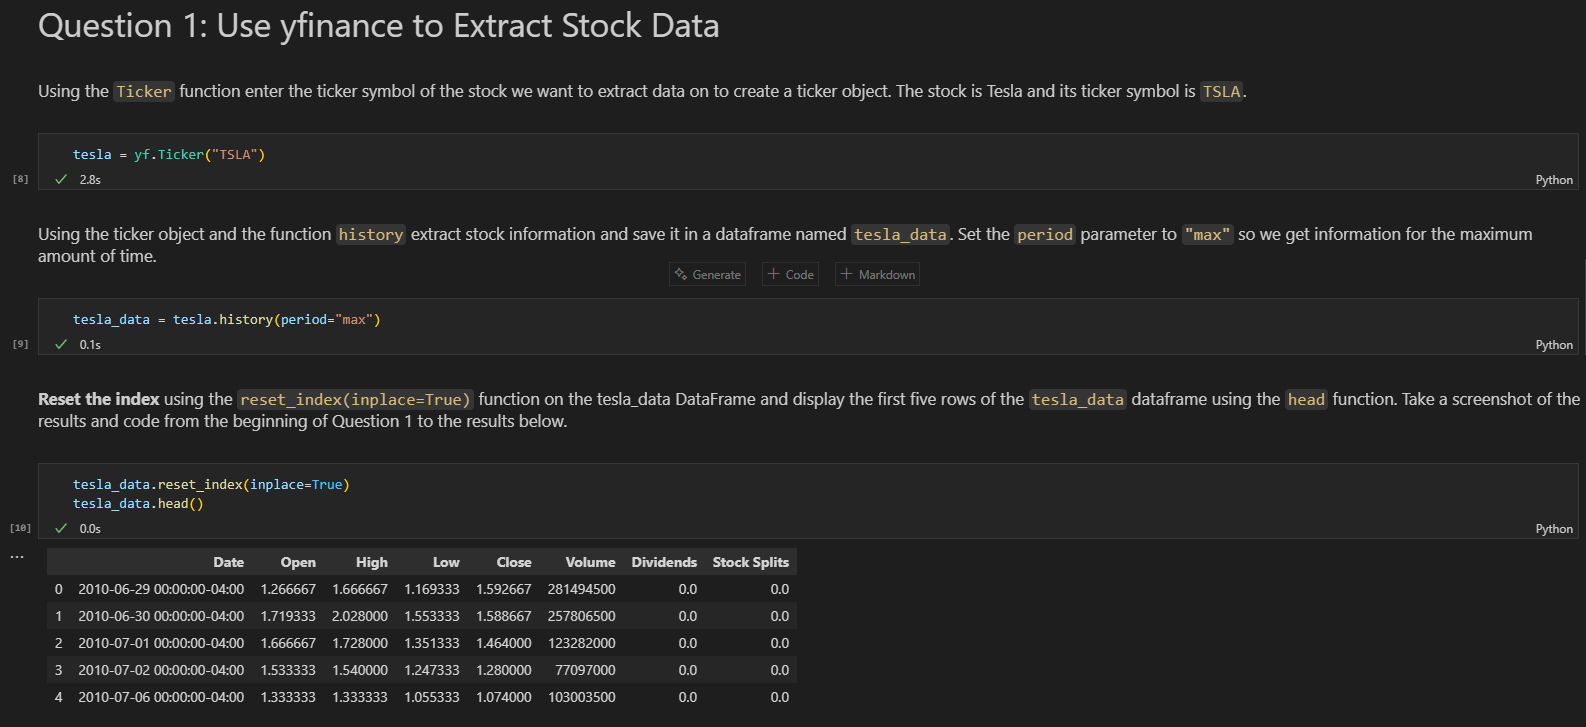 Question 1: Use yfinance to Extract Stock Data
Using the Ticker function enter the ticker symbol of the stock we want to extract data on to create a ticker object. The stock is Tesla and its ticker symbol is TSLA.
tesla = yf.Ticker("TSLA")
[8] 2.8s Python
Using the ticker object and the function history extract stock information and save it in a dataframe named tesla_data. Set the period parameter to "max" so we get information for the maximum
amount of time.
Generate Code Markdown
tesla_data = tesla.history(period="max")
[9] 0.1s Python
Reset the index using the reset_index(inplace=True) function on the tesla_data DataFrame and display the first five rows of the tesla_data dataframe using the head function. Take a screenshot of the
results and code from the beginning of Question 1 to the results below.
tesla_data.reset_index(inplace=True)
tesla_data.head()
[10] 0.0s Python
...
Date Open High Low Close Volume Dividends Stock Splits
0 2010-06-29 00:00:00-04:00 1.266667 1.666667 1.169333 1.592667 281494500 0.0 0.0
1 2010-06-30 00:00:00-04:00 1.719333 2.028000 1.553333 1.588667 257806500 0.0 0.0
2 2010-07-01 00:00:00-04:00 1.666667 1.728000 1.351333 1.464000 123282000 0.0 0.0
3 2010-07-02 00:00:00-04:00 1.533333 1.540000 1.247333 1.280000 77097000 0.0 0.0
4 2010-07-06 00:00:00-04:00 1.333333 1.333333 1.055333 1.074000 103003500 0.0 0.0